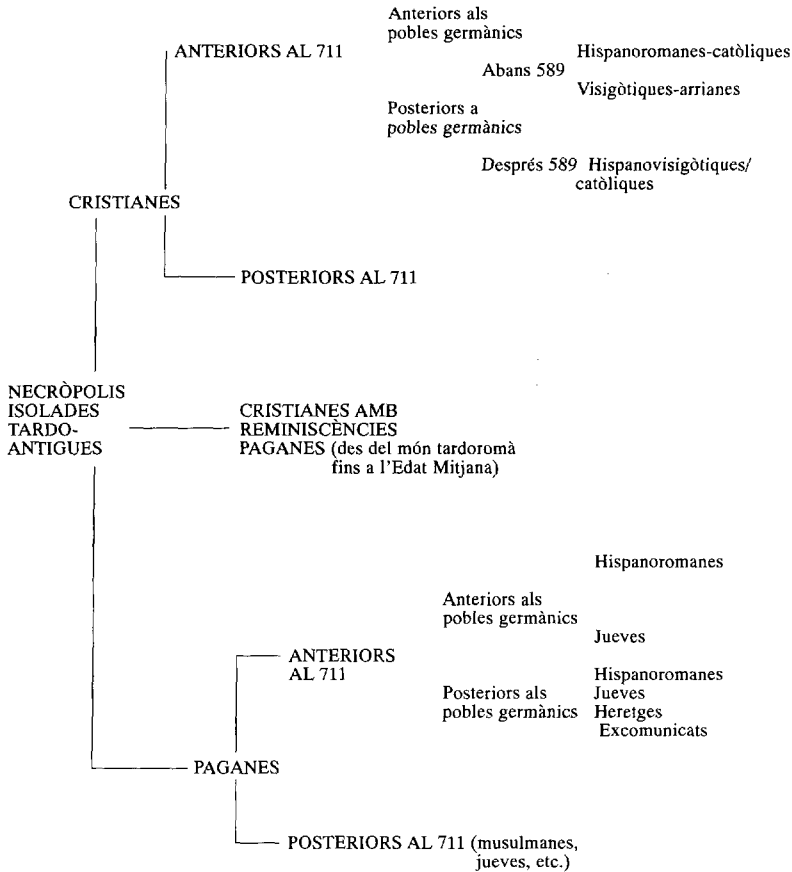 Anteriors als
pobles germànics
ANTERIORS AL 711
Hispanoromanes-catòliques
Abans 589
Visigòtiques-arrianes
Posteriors a
pobles germànics
Després 589 Hispanovisigòtiques/
catòliques
CRISTIANES
POSTERIORS AL 711
NECRÒPOLIS
ISOLADES
TARDO-
ANTIGUES
CRISTIANES AMB
REMINISCÈNCIES
PAGANES (des del món tardoromà
fins a l'Edat Mitjana)
Hispanoromanes
Anteriors als
pobles germànics
Jueves
ANTERIORS
AL 711
Hispanoromanes
Posteriors als
pobles germànics
Jueves
Heretges
Excomunicats
PAGANES
POSTERIORS AL 711 (musulmanes,
jueves, etc.)